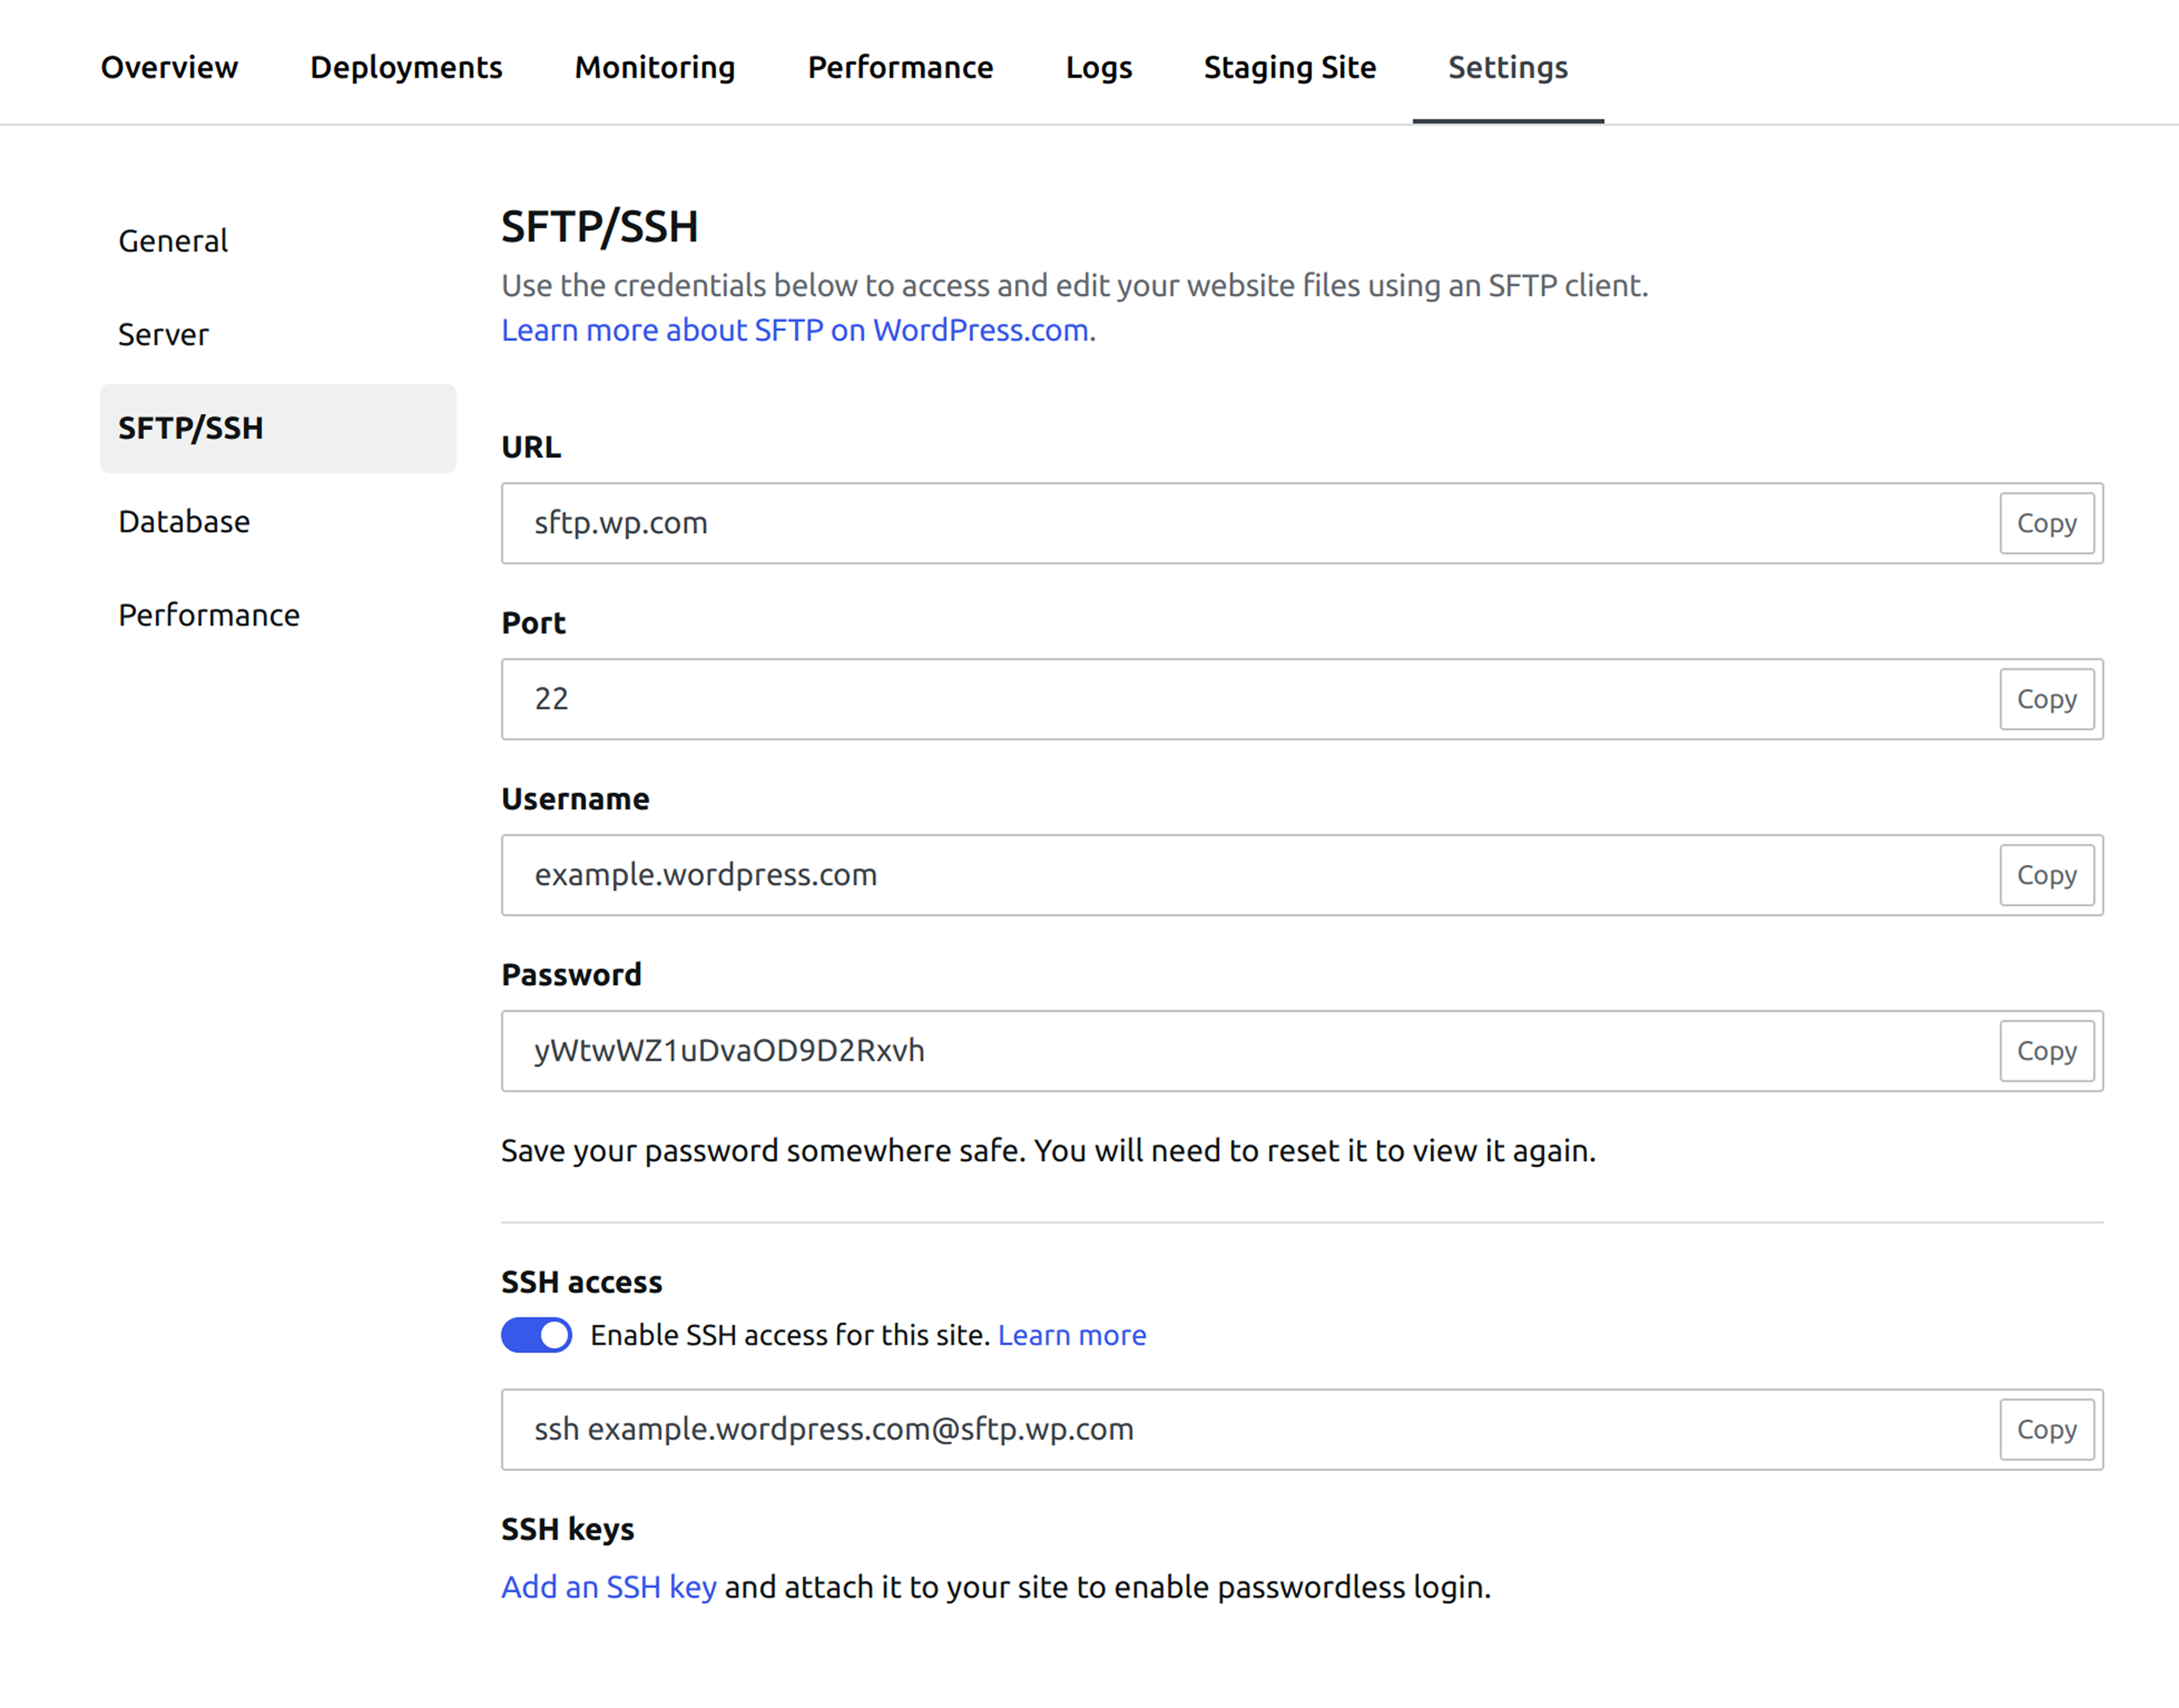 Overview Deployments Monitoring Performance Logs Staging Site Settings
General
Server
SFTP/SSH
Database
Performance
SFTP/SSH
Use the credentials below to access and edit your website files using an SFTP client.
Learn more about SFTP on WordPress.com.
URL
sftp.wp.com Copy
Port
22 Copy
Username
example.wordpress.com Copy
Password
yWtwWZ1uDvaOD9D2Rxvh Copy
Save your password somewhere safe. You will need to reset it to view it again.
SSH access
Enable SSH access for this site. Learn more
ssh example.wordpress.com@sftp.wp.com Copy
SSH keys
Add an SSH key and attach it to your site to enable passwordless login.